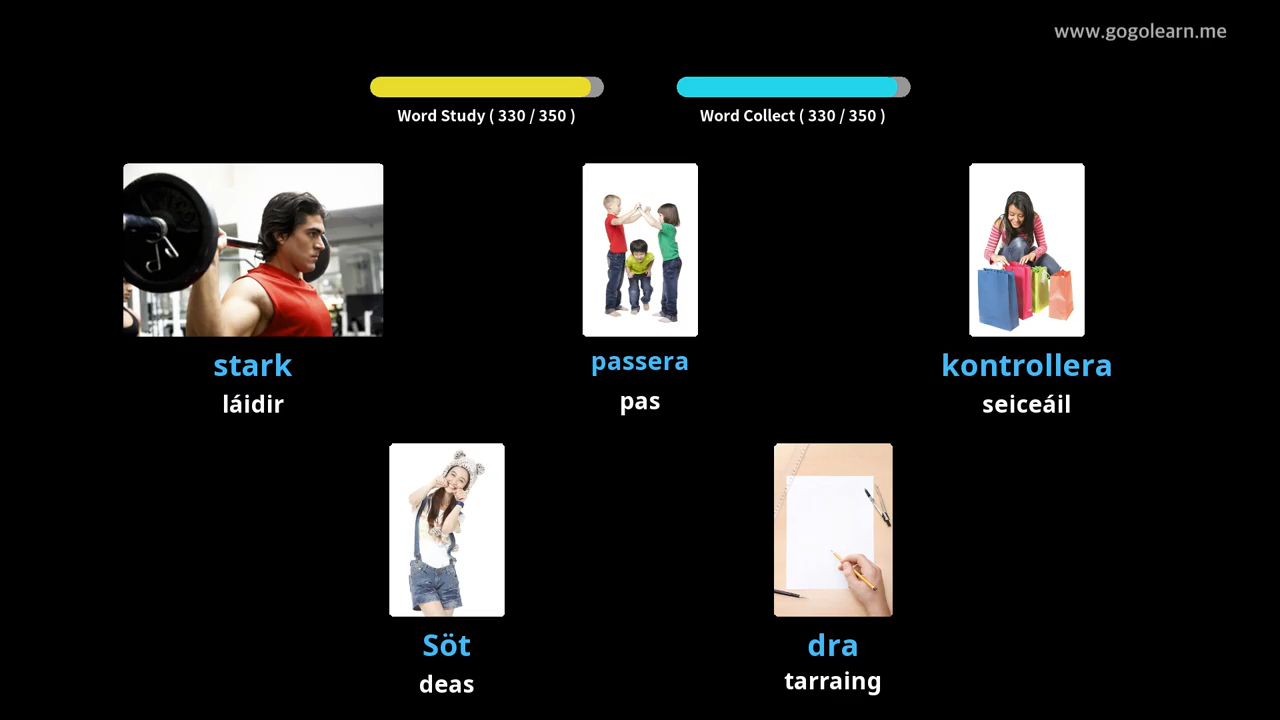 www.gogolearn.me
Word Study ( 330 / 350 )
Word Collect ( 330 / 350 )
stark
láidir
passera
pas
kontrollera
seiceáil
Söt
deas
dra
tarraing